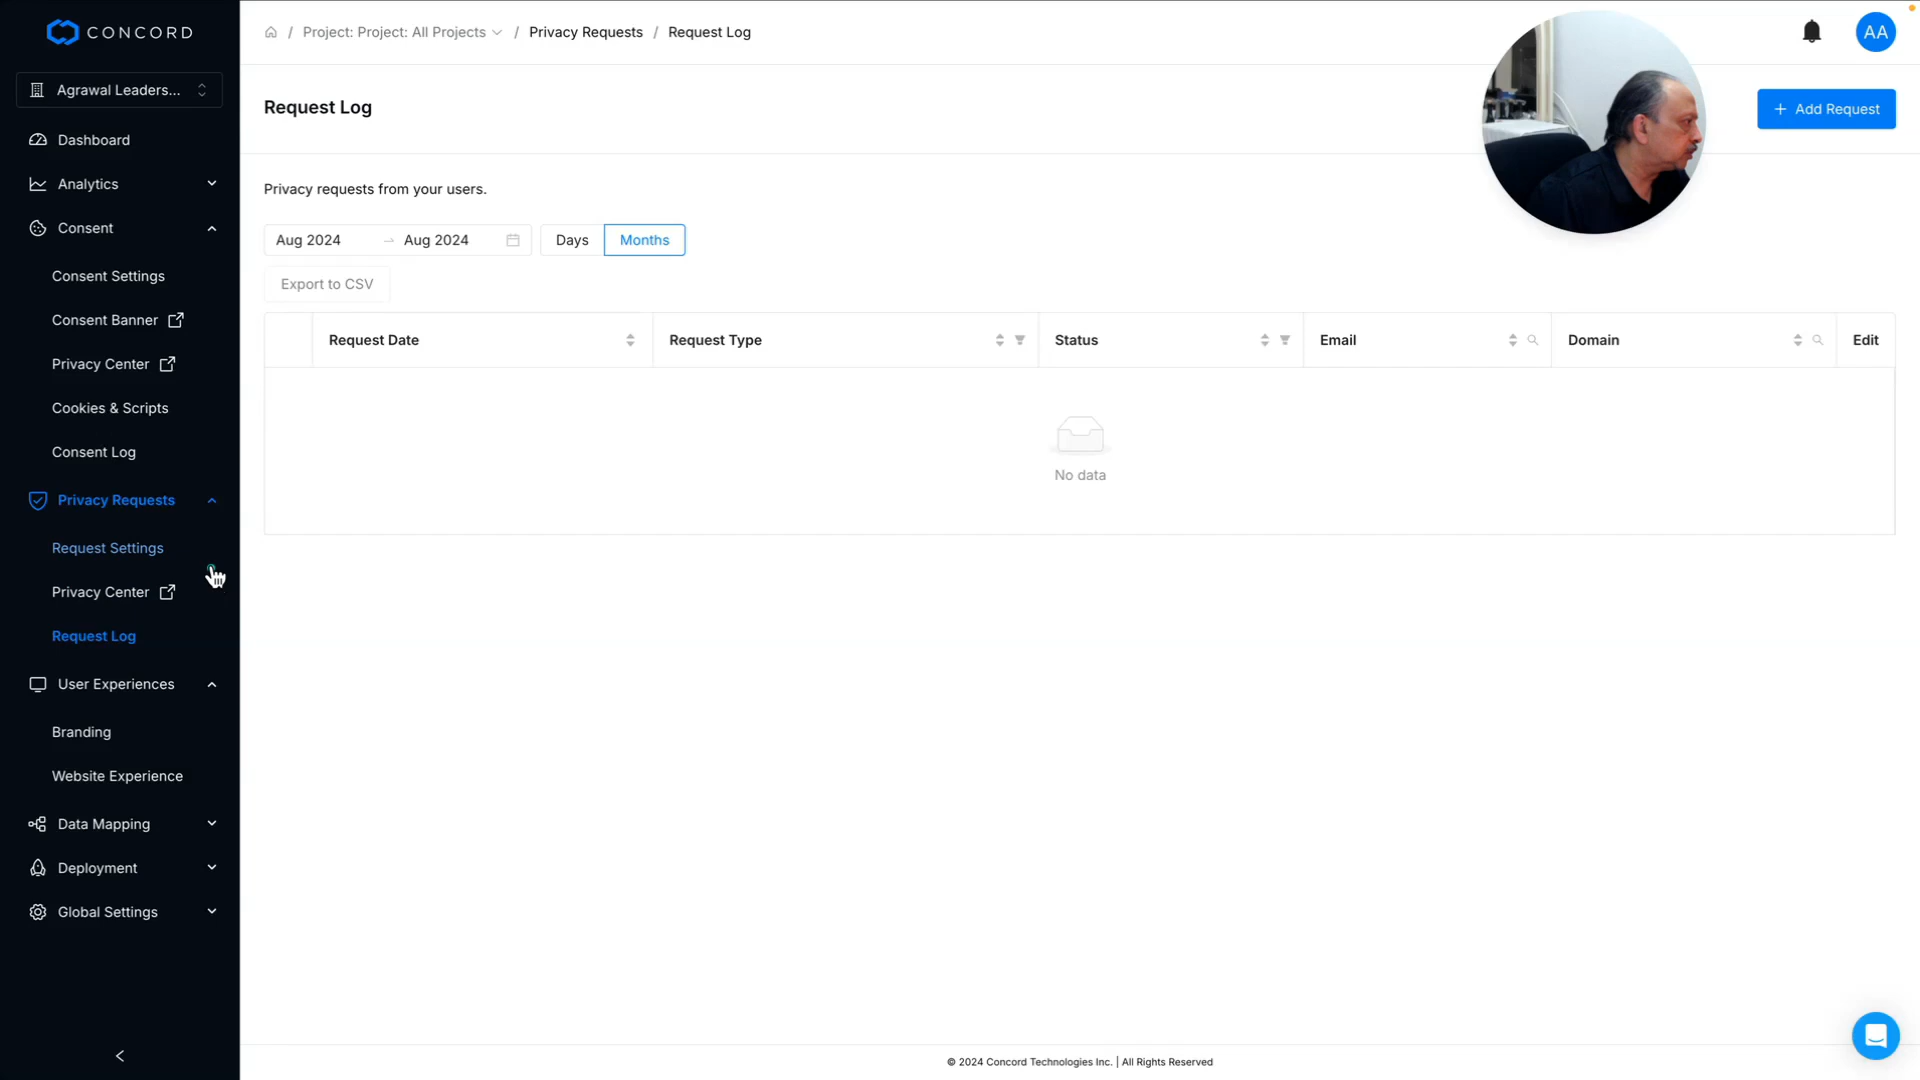 CONCORD
Agrawal Leaders...
Dashboard
Analytics
Consent
Consent Settings
Consent Banner
Privacy Center
Cookies & Scripts
Consent Log
Privacy Requests
Request Settings
Privacy Center
Request Log
User Experiences
Branding
Website Experience
Data Mapping
Deployment
Global Settings
/ Project: Project: All Projects / Privacy Requests / Request Log
AA
Request Log
+ Add Request
Privacy requests from your users.
Aug 2024 → Aug 2024 Days Months
Export to CSV
Request Date Request Type Status Email Domain Edit
No data
© 2024 Concord Technologies Inc. | All Rights Reserved